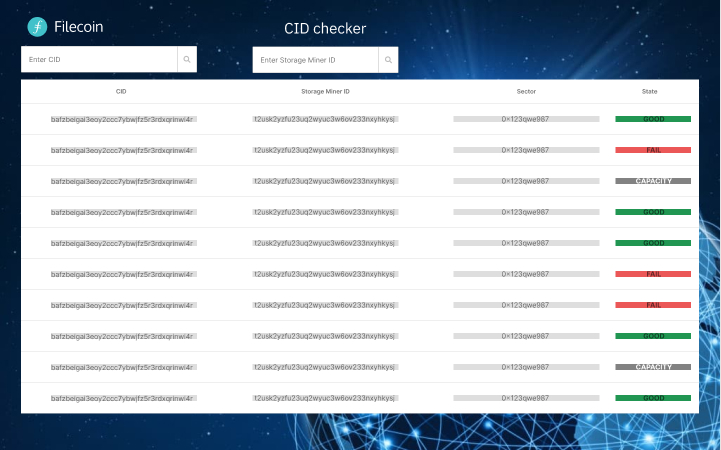 Filecoin
CID checker
Enter CID
Enter Storage Miner ID
CID Storage Miner ID Sector State
bafzbeigai3eoy2ccc7ybwjfz5r3rdxqrinwi4r t2usk2yzfu23uq2wyuc3w6ov233nxyhkysj 0×123qwe987 GOOD
bafzbeigai3eoy2ccc7ybwjfz5r3rdxqrinwi4r t2usk2yzfu23uq2wyuc3w6ov233nxyhkysj 0×123qwe987 FAIL
bafzbeigai3eoy2ccc7ybwjfz5r3rdxqrinwi4r t2usk2yzfu23uq2wyuc3w6ov233nxyhkysj 0×123qwe987 CAPACITY
bafzbeigai3eoy2ccc7ybwjfz5r3rdxqrinwi4r t2usk2yzfu23uq2wyuc3w6ov233nxyhkysj 0×123qwe987 GOOD
bafzbeigai3eoy2ccc7ybwjfz5r3rdxqrinwi4r t2usk2yzfu23uq2wyuc3w6ov233nxyhkysj 0×123qwe987 GOOD
bafzbeigai3eoy2ccc7ybwjfz5r3rdxqrinwi4r t2usk2yzfu23uq2wyuc3w6ov233nxyhkysj 0×123qwe987 FAIL
bafzbeigai3eoy2ccc7ybwjfz5r3rdxqrinwi4r t2usk2yzfu23uq2wyuc3w6ov233nxyhkysj 0×123qwe987 FAIL
bafzbeigai3eoy2ccc7ybwjfz5r3rdxqrinwi4r t2usk2yzfu23uq2wyuc3w6ov233nxyhkysj 0×123qwe987 GOOD
bafzbeigai3eoy2ccc7ybwjfz5r3rdxqrinwi4r t2usk2yzfu23uq2wyuc3w6ov233nxyhkysj 0×123qwe987 CAPACITY
bafzbeigai3eoy2ccc7ybwjfz5r3rdxqrinwi4r t2usk2yzfu23uq2wyuc3w6ov233nxyhkysj 0×123qwe987 GOOD